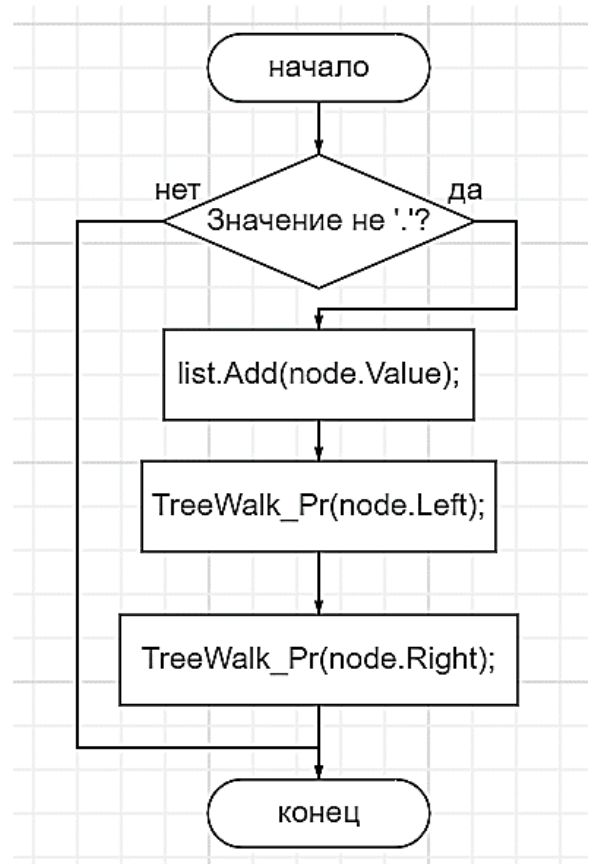 начало
нет
да
Значение не '.'?
list.Add(node.Value);
TreeWalk_Pr(node.Left);
TreeWalk_Pr(node.Right);
конец